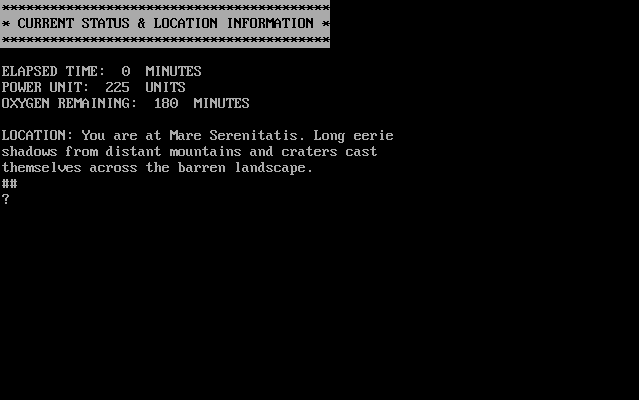 ******************************************
* CURRENT STATUS & LOCATION INFORMATION *
******************************************
ELAPSED TIME:  0  MINUTES
POWER UNIT:  225  UNITS
OXYGEN REMAINING:  180  MINUTES
LOCATION: You are at Mare Serenitatis. Long eerie
shadows from distant mountains and craters cast
themselves across the barren landscape.
##
?